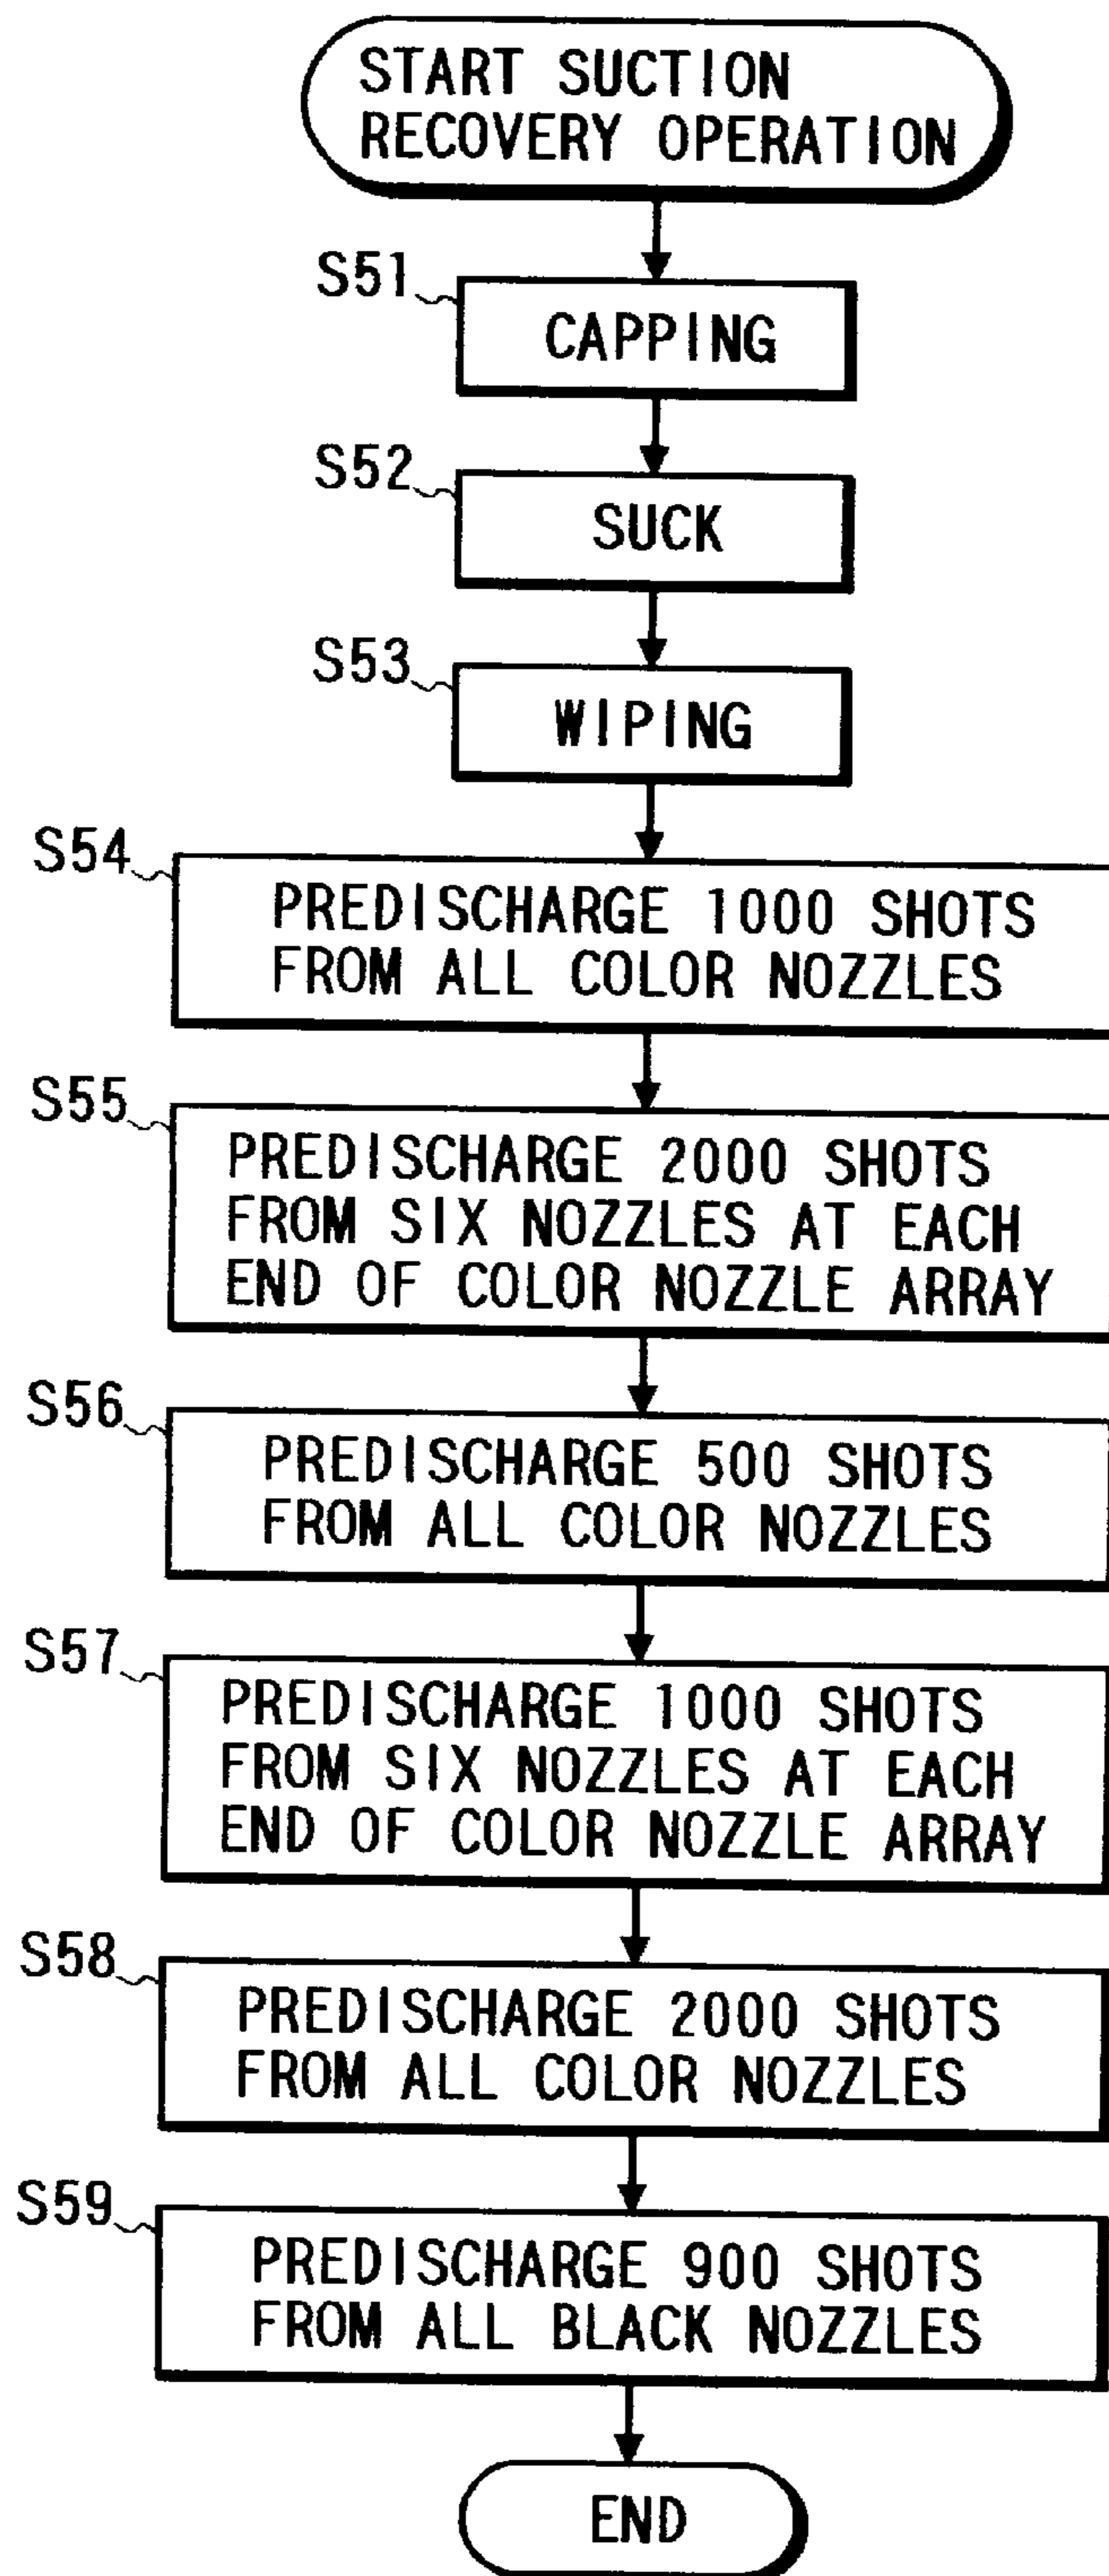 START SUCTION
RECOVERY OPERATION
S51
CAPPING
S52
SUCK
S53
WIPING
S54
PREDISCHARGE 1000 SHOTS
FROM ALL COLOR NOZZLES
S55
PREDISCHARGE 2000 SHOTS
FROM SIX NOZZLES AT EACH
END OF COLOR NOZZLE ARRAY
S56
PREDISCHARGE 500 SHOTS
FROM ALL COLOR NOZZLES
S57
PREDISCHARGE 1000 SHOTS
FROM SIX NOZZLES AT EACH
END OF COLOR NOZZLE ARRAY
S58
PREDISCHARGE 2000 SHOTS
FROM ALL COLOR NOZZLES
S59
PREDISCHARGE 900 SHOTS
FROM ALL BLACK NOZZLES
END